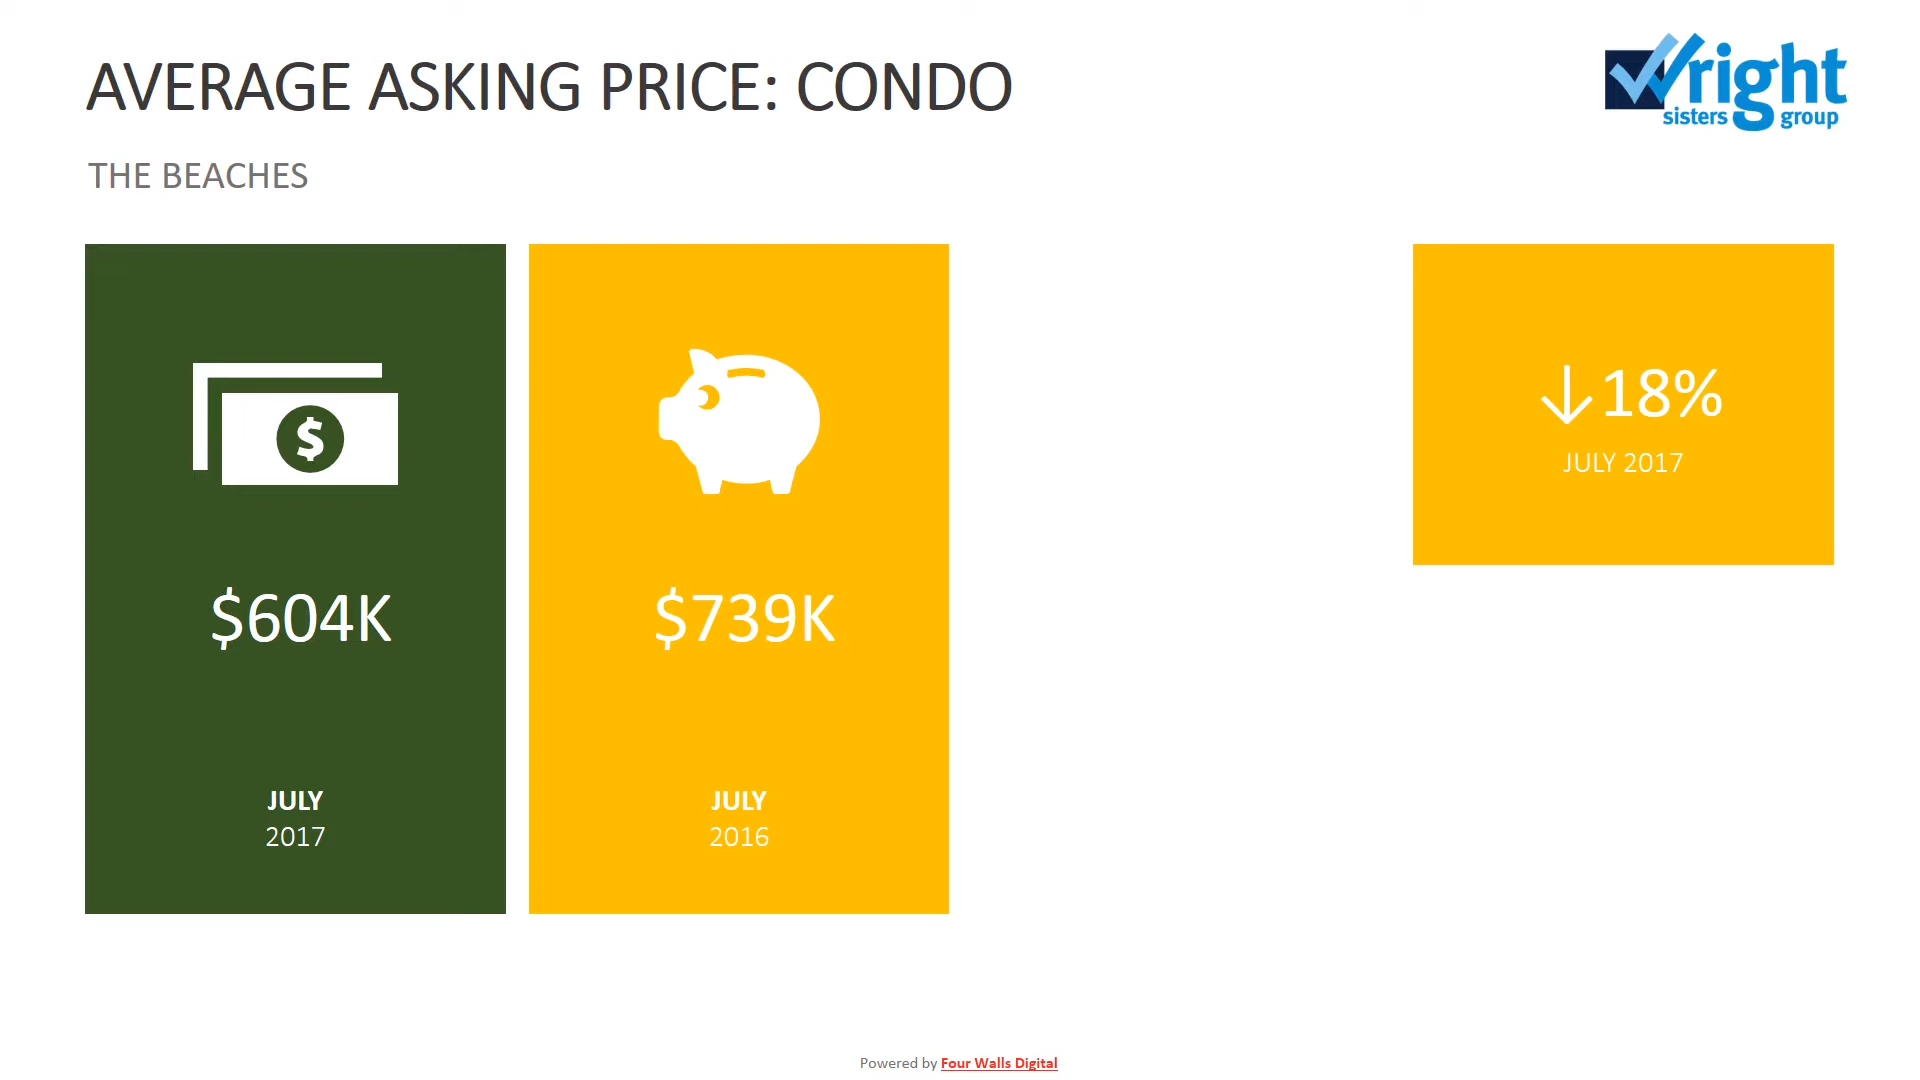 AVERAGE ASKING PRICE: CONDO
Wright
sisters group
THE BEACHES
$
$604K
JULY
2017
$739K
JULY
2016
↓18%
JULY 2017
Powered by Four Walls Digital